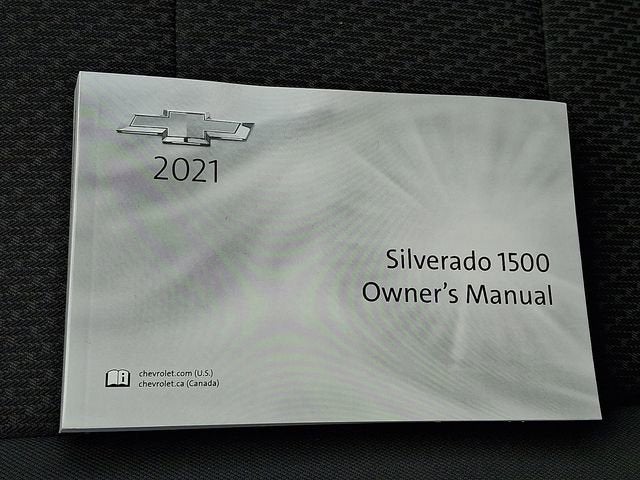 2021
Silverado 1500
Owner's Manual
chevrolet.com (U.S.)
chevrolet.ca (Canada)